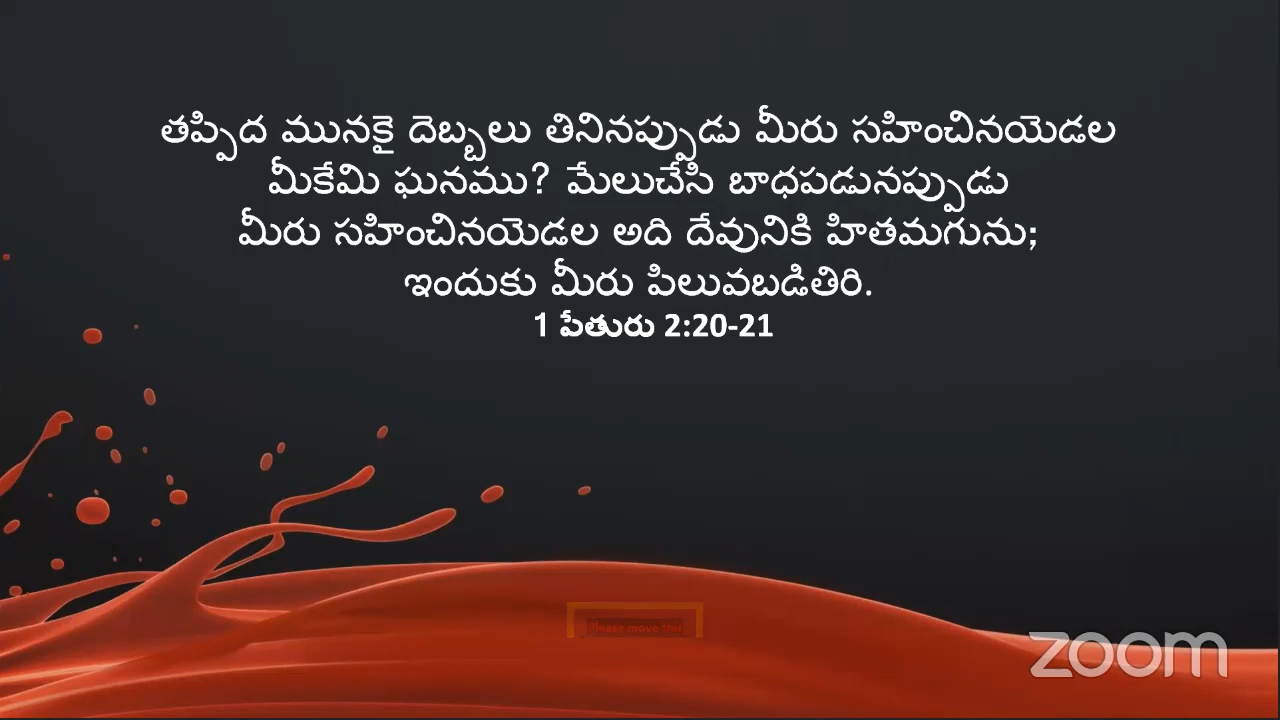 తప్పిద మునకై దెబ్బలు తినినప్పుడు మీరు సహించినయెడల
మీకేమి ఘనము? మేలుచేసి బాధపడునప్పుడు
మీరు సహించినయెడల అది దేవునికి హితమగును;
ఇందుకు మీరు పిలువబడితిరి.
1 పేతురు 2:20-21
Please move this
zoom